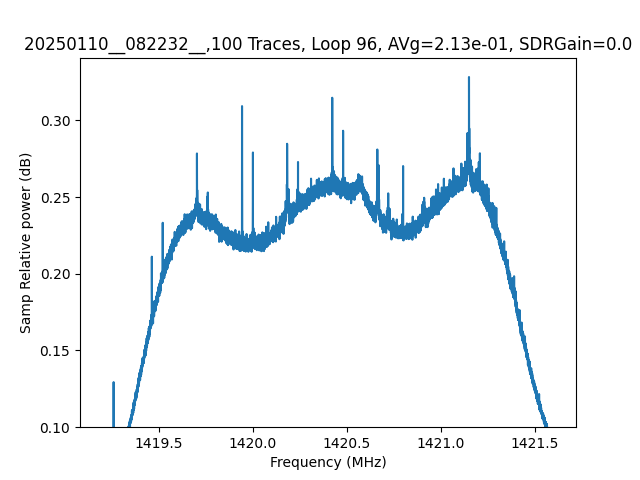 20250110__082232__,100 Traces, Loop 96, AVg=2.13e-01, SDRGain=0.0
Samp Relative power (dB)
0.30
0.25
0.20
0.15
0.10
1419.5 1420.0 1420.5 1421.0 1421.5
Frequency (MHz)